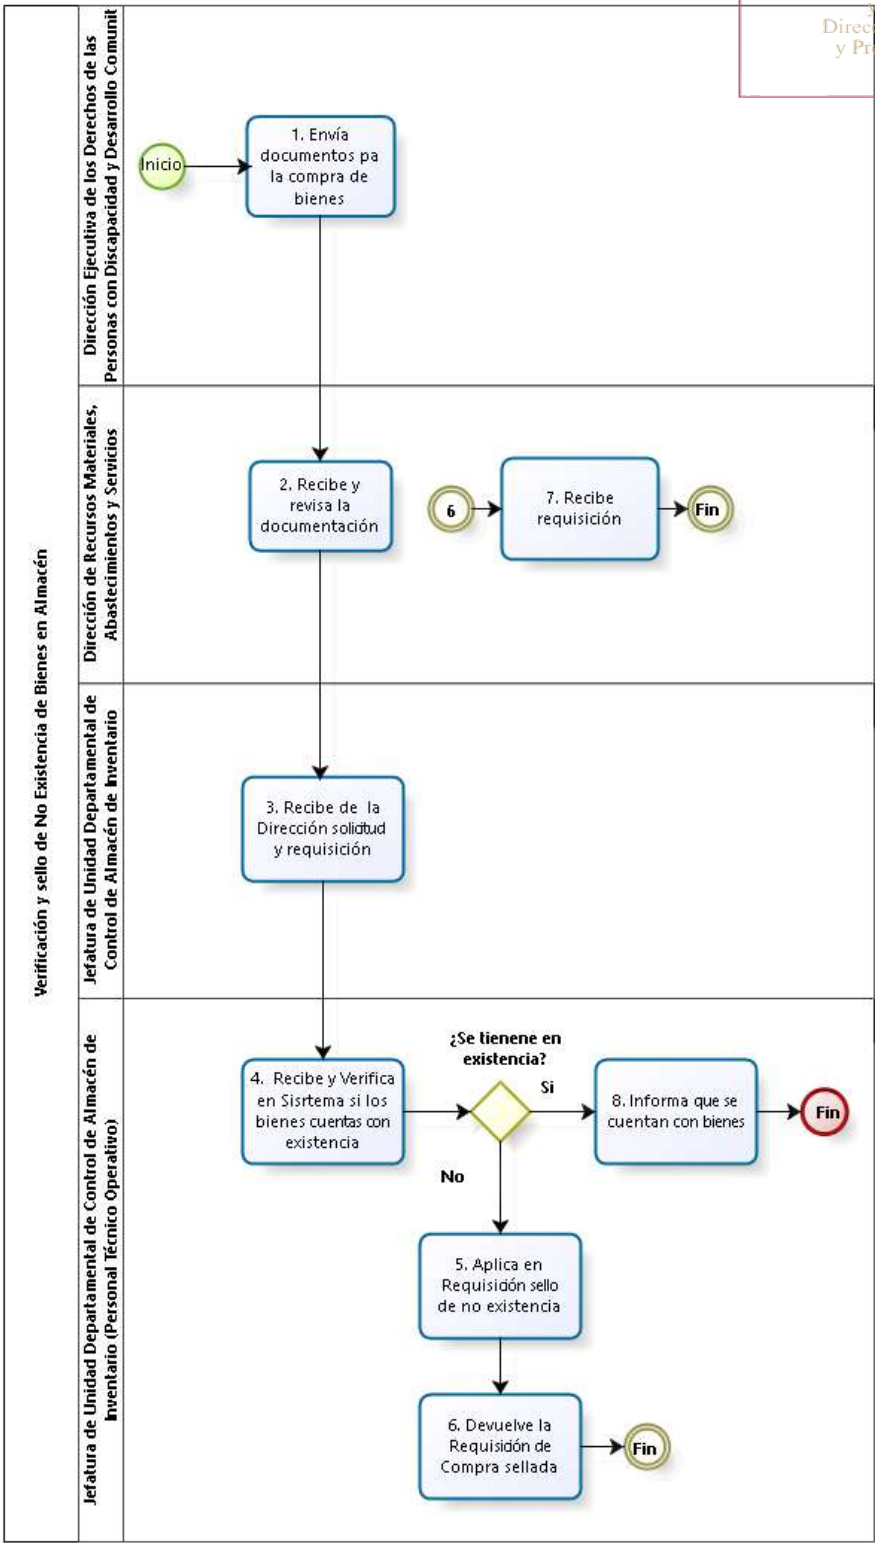 Direc
y Pr
Verificación y sello de No Existencia de Bienes en Almacén
Dirección Ejecutiva de los Derechos de las
Personas con Discapacidad y Desarrollo Comunit
Inicio
1. Envía
documentos pa
la compra de
bienes
Dirección de Recursos Materiales,
Abastecimientos y Servicios
2. Recibe y
revisa la
documentación
6
7. Recibe
requisición
Fin
Jefatura de Unidad Departamental de
Control de Almacén de Inventario
3. Recibe de la
Dirección solicitud
y requisición
Jefatura de Unidad Departamental de Control de Almacén de
Inventario (Personal Técnico Operativo)
4. Recibe y Verifica
en Sisrtema si los
bienes cuentas con
existencia
¿Se tienene en
existencia?
Si
8. Informa que se
cuentan con bienes
Fin
No
5. Aplica en
Requisición sello
de no existencia
6. Devuelve la
Requisición de
Compra sellada
Fin